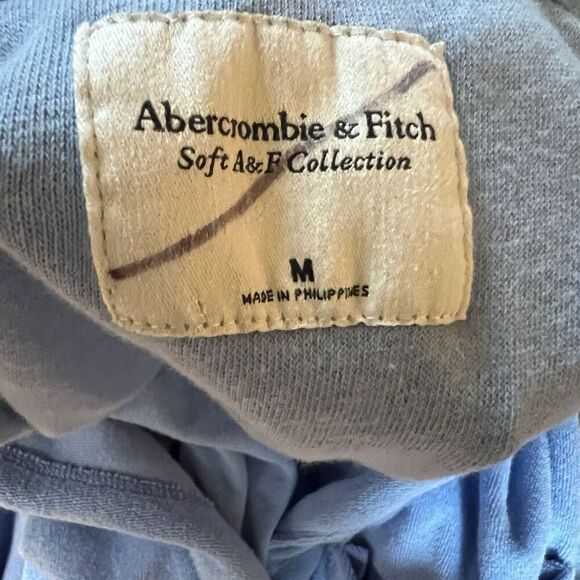 Abercrombie & Fitch
Soft A&F Collection
M
MADE IN PHILIPPINES